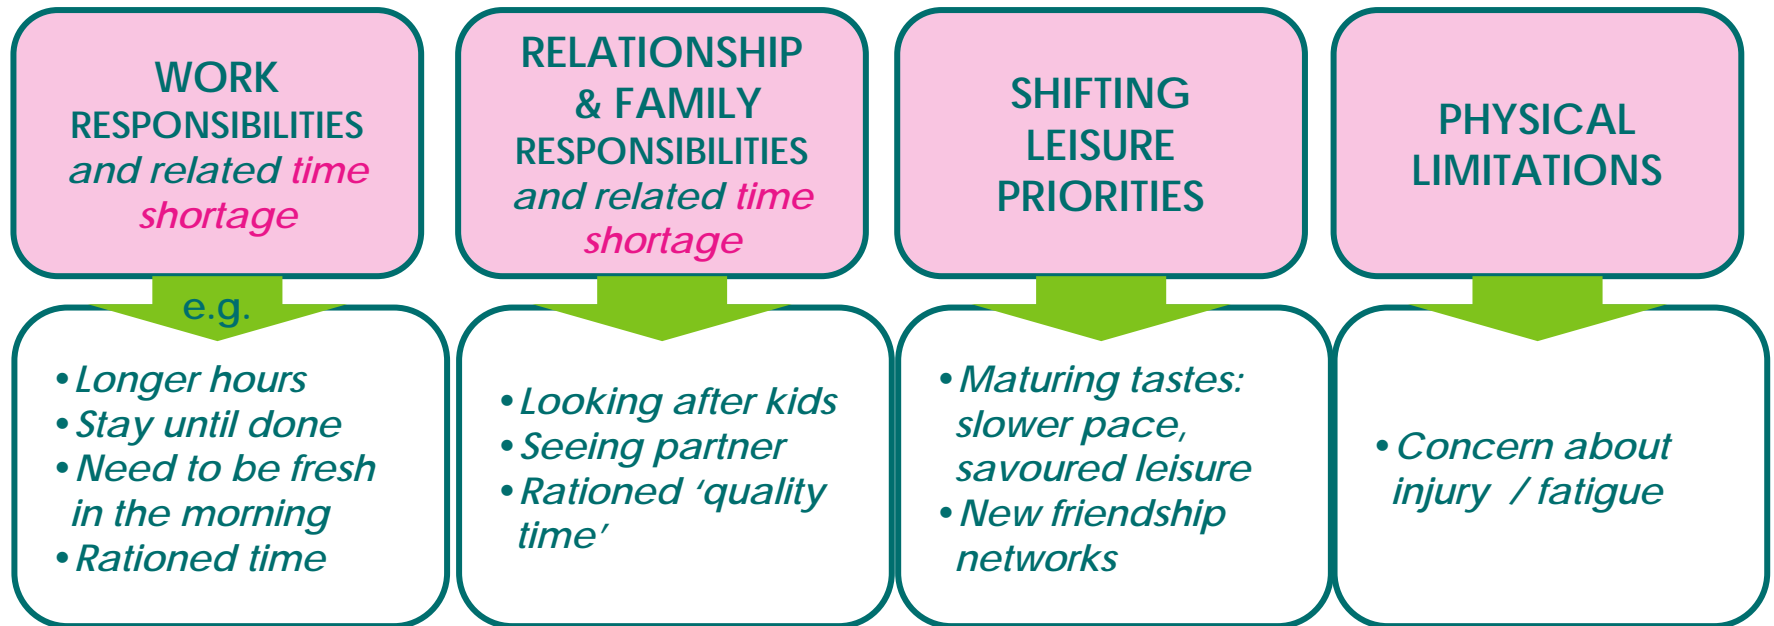 WORK
RESPONSIBILITIES
and related time
shortage
e.g.
•Longer hours
•Stay until done
•Need to be fresh
in the morning
•Rationed time
RELATIONSHIP
& FAMILY
RESPONSIBILITIES
and related time
shortage
•Looking after kids
•Seeing partner
•Rationed ‘quality
time’
SHIFTING
LEISURE
PRIORITIES
•Maturing tastes:
slower pace,
savoured leisure
•New friendship
networks
PHYSICAL
LIMITATIONS
•Concern about
injury / fatigue